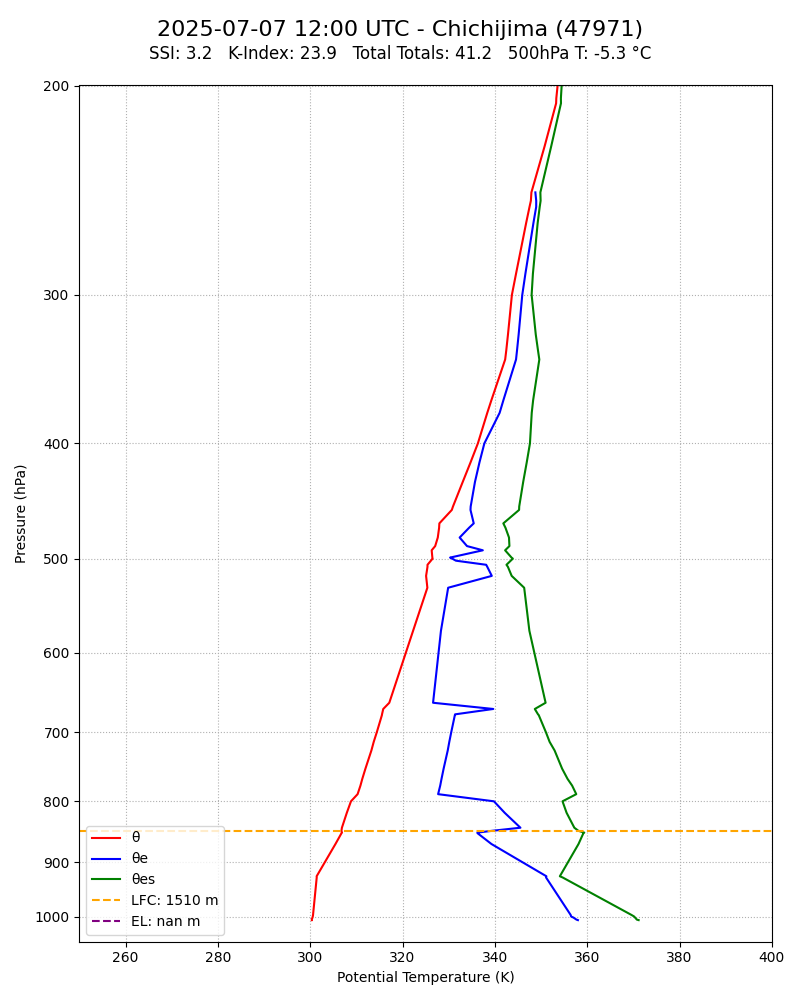 2025-07-07 12:00 UTC - Chichijima (47971)
SSI: 3.2   K-Index: 23.9   Total Totals: 41.2   500hPa T: -5.3 °C
200
300
400
500
600
700
800
900
1000
Pressure (hPa)
θ
θe
θes
LFC: 1510 m
EL: nan m
260
280
300
320
340
360
380
400
Potential Temperature (K)